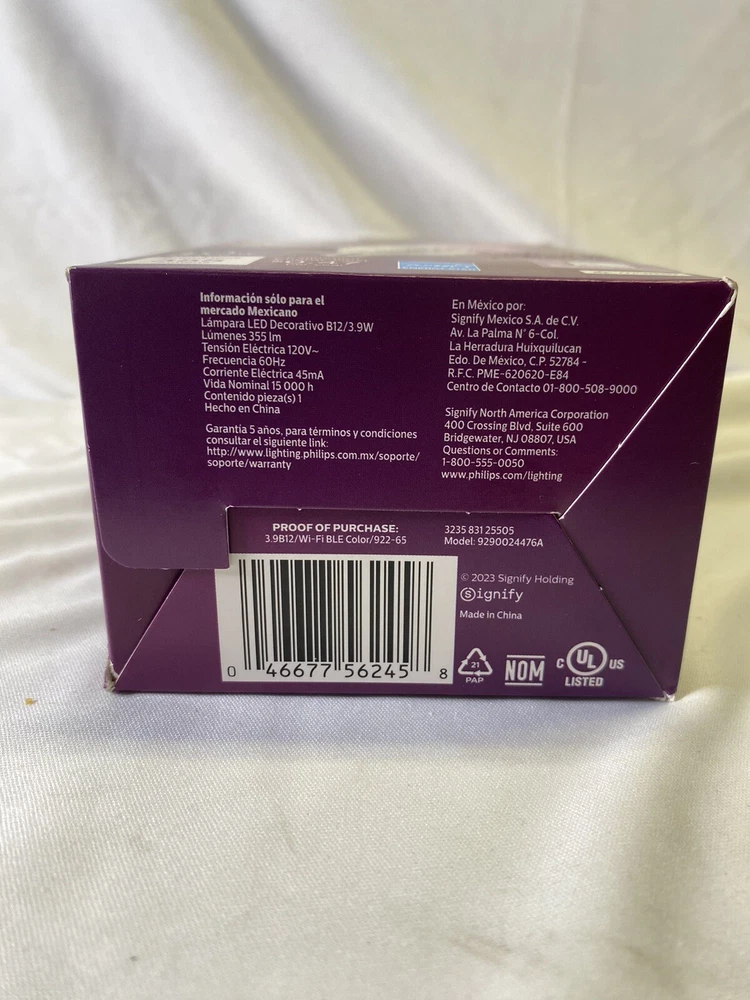 Información sólo para el
mercado Mexicano
Lámpara LED Decorativo B12/3.9W
Lúmenes 355 lm
Tensión Eléctrica 120V~
Frecuencia 60Hz
Corriente Eléctrica 45mA
Vida Nominal 15 000 h
Contenido pieza(s) 1
Hecho en China
Garantía 5 años, para términos y condiciones
consultar el siguiente link:
http://www.lighting.philips.com.mx/soporte/
soporte/warranty
En México por:
Signify Mexico S.A. de C.V.
Av. La Palma N° 6-Col.
La Herradura Huixquilucan
Edo. De México, C.P. 52784 -
R.F.C. PME-620620-E84
Centro de Contacto 01-800-508-9000
Signify North America Corporation
400 Crossing Blvd, Suite 600
Bridgewater, NJ 08807, USA
Questions or Comments:
1-800-555-0050
www.philips.com/lighting
PROOF OF PURCHASE:
3.9B12/Wi-Fi BLE Color/922-65
3235 831 25505
Model: 9290024476A
© 2023 Signify Holding
Signify
Made in China
0 46677 56245 8
21
PAP
NOM
C UL US
LISTED